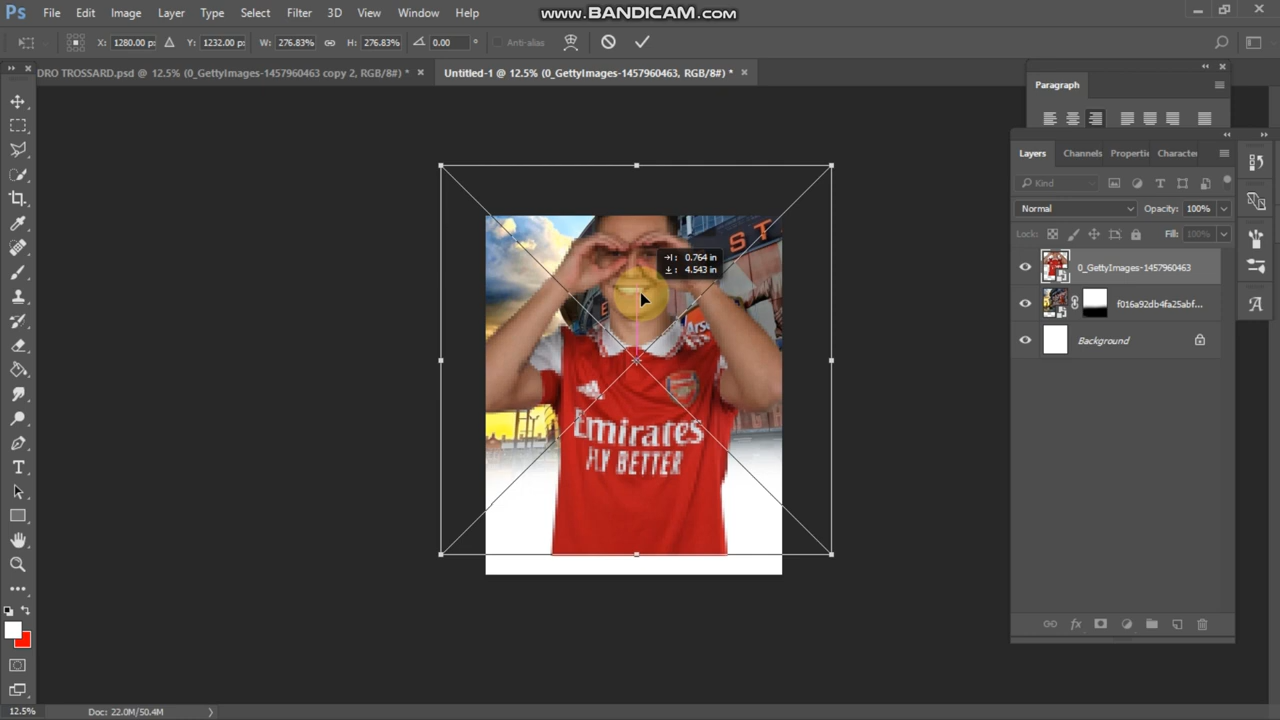 Ps File Edit Image Layer Type Select Filter 3D View Window Help
www.BANDICAM.com
X: 1280.00 p: Y: 1232.00 p: W: 276.83% H: 276.83% 0.00 ° Anti-alias
DRO TROSSARD.psd @ 12.5% (0_GettyImages-1457960463 copy 2, RGB/8#) * Untitled-1 @ 12.5% (0_GettyImages-1457960463, RGB/8#) *
Paragraph
Layers Channels Properti Character
Kind
Normal Opacity: 100%
Lock: Fill: 100%
0_GettyImages-1457960463
f016a92db4fa25abf...
Background
S T
0.764 in
4.543 in
Arse
Emirates
FLY BETTER
12.5% Doc: 22.0M/50.4M